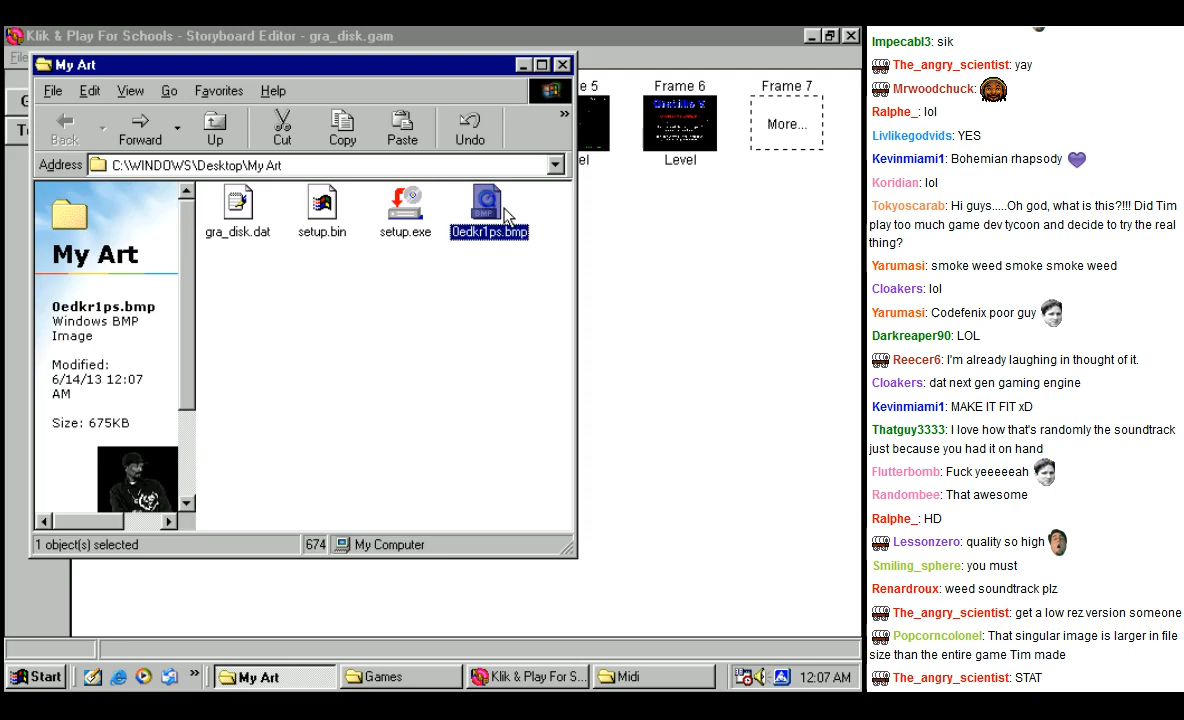 Klik & Play For Schools - Storyboard Editor - gra_disk.gam
My Art
File Edit View Go Favorites Help
Back Forward Up Cut Copy Paste Undo »
Address C:\WINDOWS\Desktop\My Art
My Art
0edkr1ps.bmp
Windows BMP
Image
Modified:
6/14/13 12:07
AM
Size: 675KB
gra_disk.dat
setup.bin
setup.exe
BMP
0edkr1ps.bmp
1 object(s) selected 674 My Computer
e 5
el
Frame 6
Level
Frame 7
More...
Start » My Art Games Klik & Play For S... Midi 12:07 AM
Impecabl3: sik
The_angry_scientist: yay
Mrwoodchuck:
Ralphe_: lol
Livlikegodvids: YES
Kevinmiami1: Bohemian rhapsody
Koridian: lol
Tokyoscarab: Hi guys.....Oh god, what is this?!!! Did Tim
play too much game dev tycoon and decide to try the real
thing?
Yarumasi: smoke weed smoke smoke weed
Cloakers: lol
Yarumasi: Codefenix poor guy
Darkreaper90: LOL
Reecer6: I'm already laughing in thought of it.
Cloakers: dat next gen gaming engine
Kevinmiami1: MAKE IT FIT xD
Thatguy3333: I love how that's randomly the soundtrack
just because you had it on hand
Flutterbomb: Fuck yeeeeeah
Randombee: That awesome
Ralphe_: HD
Lessonzero: quality so high
Smiling_sphere: you must
Renardroux: weed soundtrack plz
The_angry_scientist: get a low rez version someone
Popcorncolonel: That singular image is larger in file
size than the entire game Tim made
The_angry_scientist: STAT